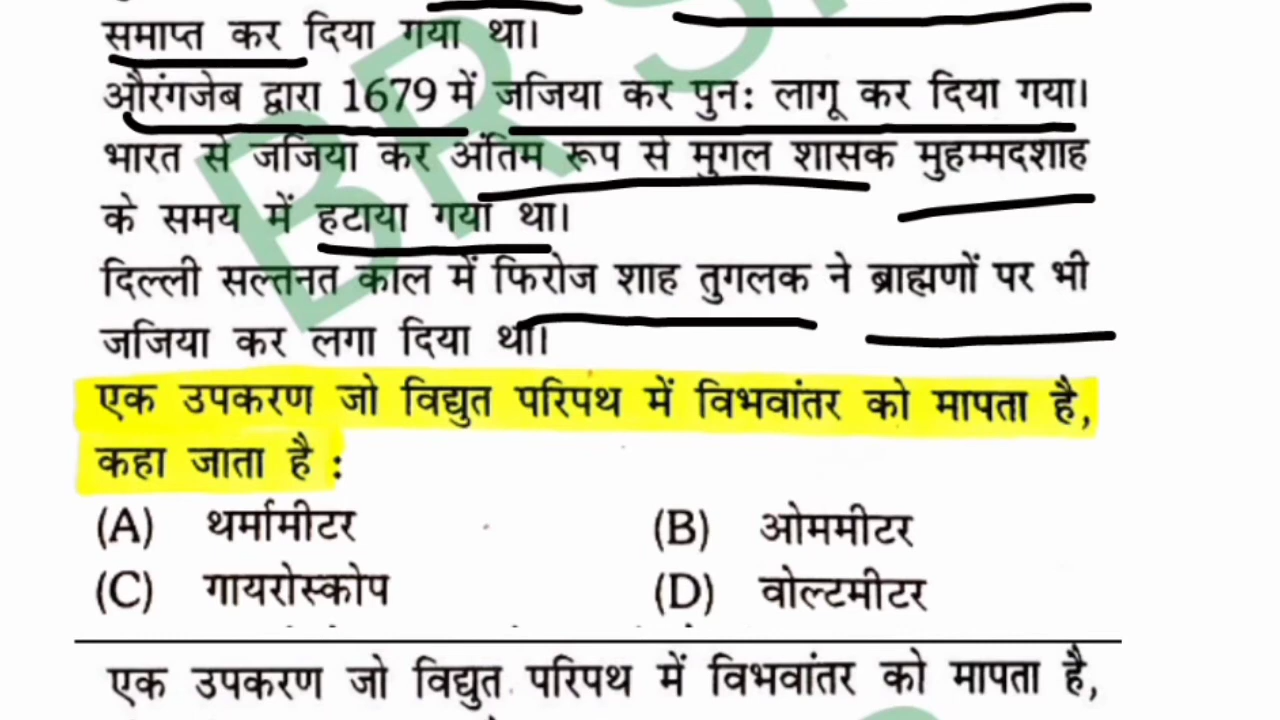 समाप्त कर दिया गया था।
औरंगजेब द्वारा 1679 में जजिया कर पुनः लागू कर दिया गया।
भारत से जजिया कर अंतिम रूप से मुगल शासक मुहम्मदशाह
के समय में हटाया गया था।
दिल्ली सल्तनत काल में फिरोज शाह तुगलक ने ब्राह्मणों पर भी
जजिया कर लगा दिया था।
एक उपकरण जो विद्युत परिपथ में विभवांतर को मापता है,
कहा जाता है :
(A) थर्मामीटर (B) ओममीटर
(C) गायरोस्कोप (D) वोल्टमीटर
एक उपकरण जो विद्युत परिपथ में विभवांतर को मापता है,